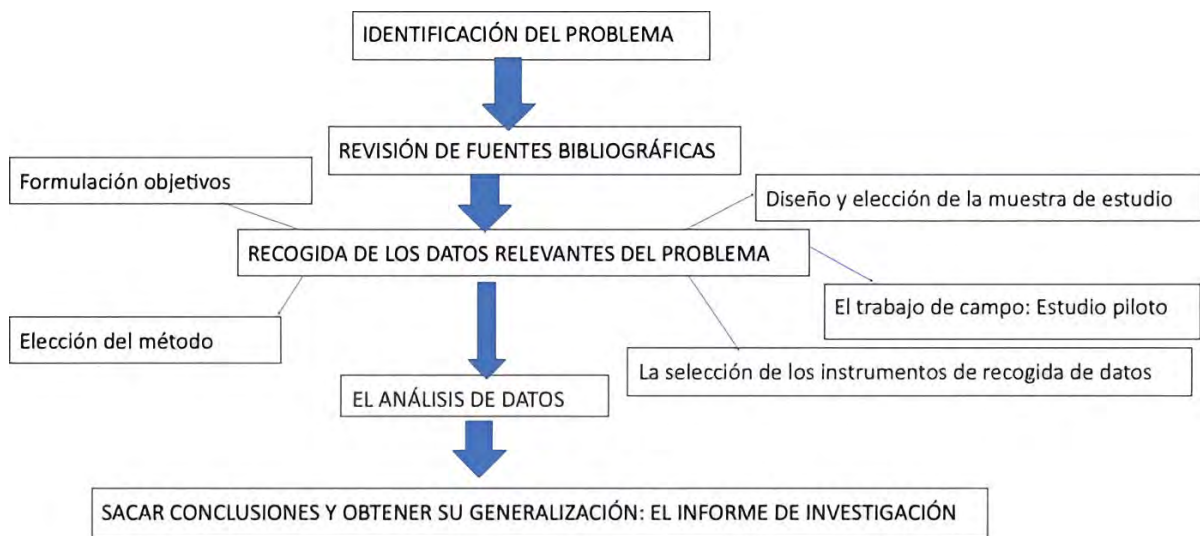 IDENTIFICACIÓN DEL PROBLEMA
REVISIÓN DE FUENTES BIBLIOGRÁFICAS
Formulación objetivos
Diseño y elección de la muestra de estudio
RECOGIDA DE LOS DATOS RELEVANTES DEL PROBLEMA
El trabajo de campo: Estudio piloto
Elección del método
La selección de los instrumentos de recogida de datos
EL ANÁLISIS DE DATOS
SACAR CONCLUSIONES Y OBTENER SU GENERALIZACIÓN: EL INFORME DE INVESTIGACIÓN